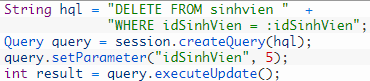 String hql = "DELETE FROM sinhvien " +
"WHERE idSinhVien = :idSinhVien";
Query query = session.createQuery(hql);
query.setParameter("idSinhVien", 5);
int result = query.executeUpdate();